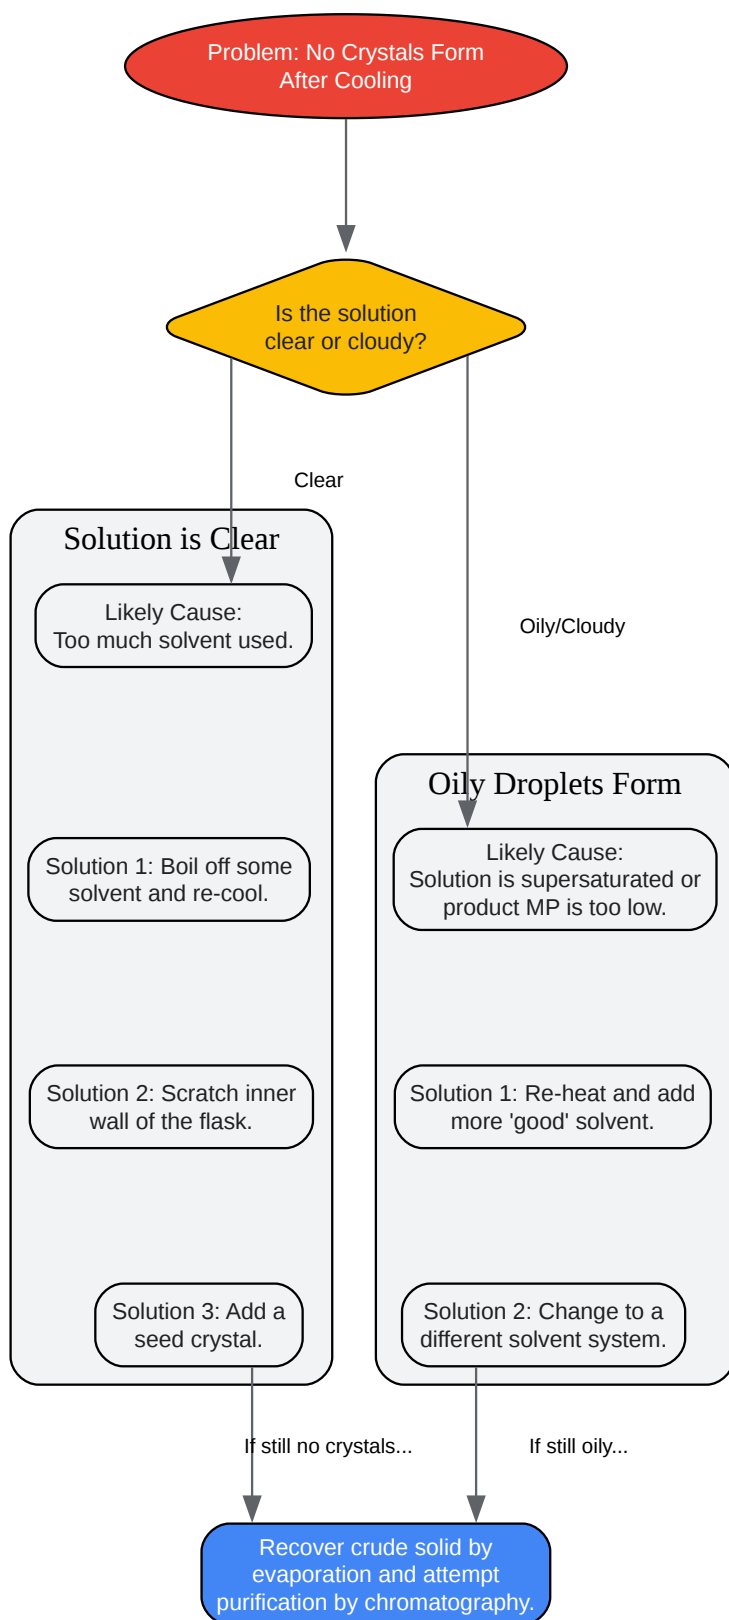 Problem: No Crystals Form
After Cooling
Is the solution
clear or cloudy?
Clear
Solution is Clear
Likely Cause:
Too much solvent used.
Solution 1: Boil off some
solvent and re-cool.
Solution 2: Scratch inner
wall of the flask.
Solution 3: Add a
seed crystal.
If still no crystals...
Oily/Cloudy
Oily Droplets Form
Likely Cause:
Solution is supersaturated or
product MP is too low.
Solution 1: Re-heat and add
more 'good' solvent.
Solution 2: Change to a
different solvent system.
If still oily...
Recover crude solid by
evaporation and attempt
purification by chromatography.